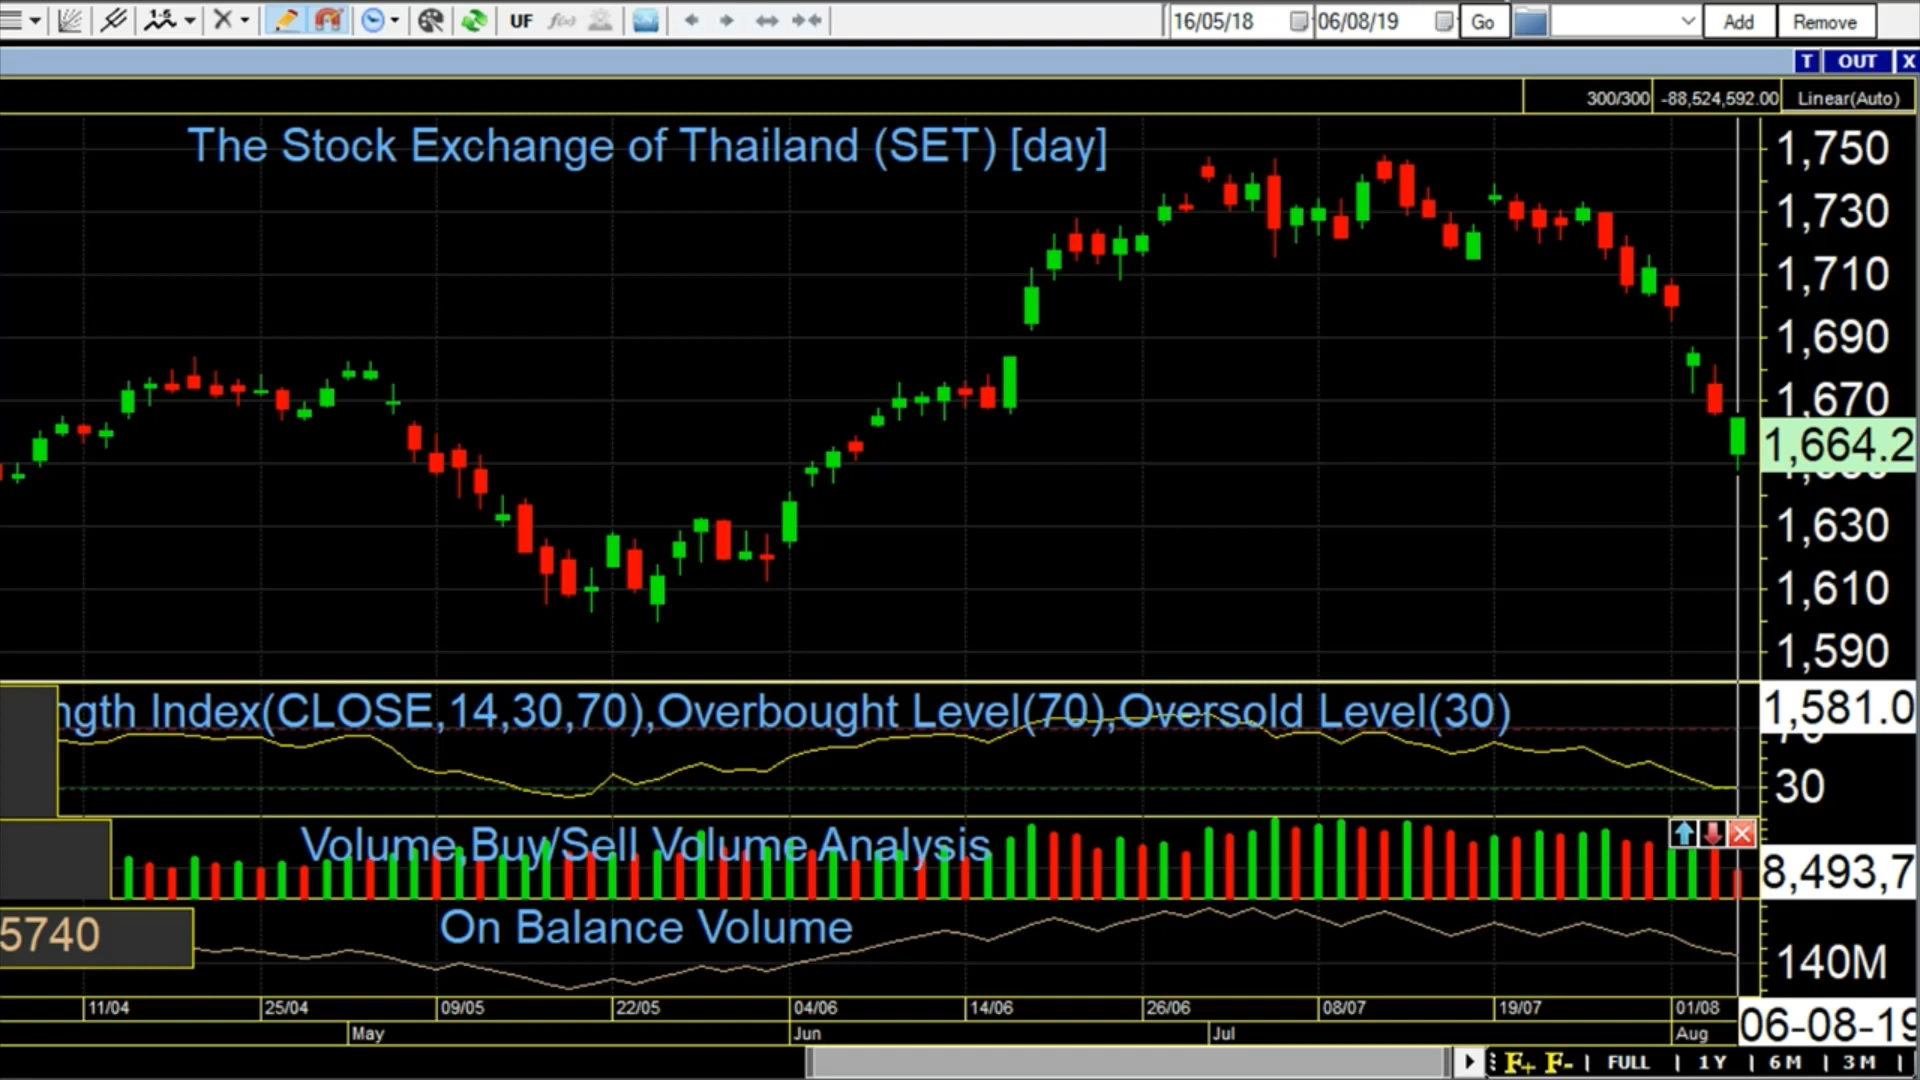 UF f(x) 16/05/18 06/08/19 Go Add Remove
T OUT X
300/300 -88,524,592.00 Linear(Auto)
The Stock Exchange of Thailand (SET) [day]
1,750
1,730
1,710
1,690
1,670
1,664.2
1,630
1,610
1,590
ngth Index(CLOSE,14,30,70),Overbought Level(70),Oversold Level(30)
1,581.0
30
Volume,Buy/Sell Volume Analysis
8,493,7
5740
On Balance Volume
140M
11/04 25/04 09/05 22/05 04/06 14/06 26/06 08/07 19/07 01/08
May Jun Jul Aug
06-08-19
F+ F- | FULL | 1Y | 6M | 3M |